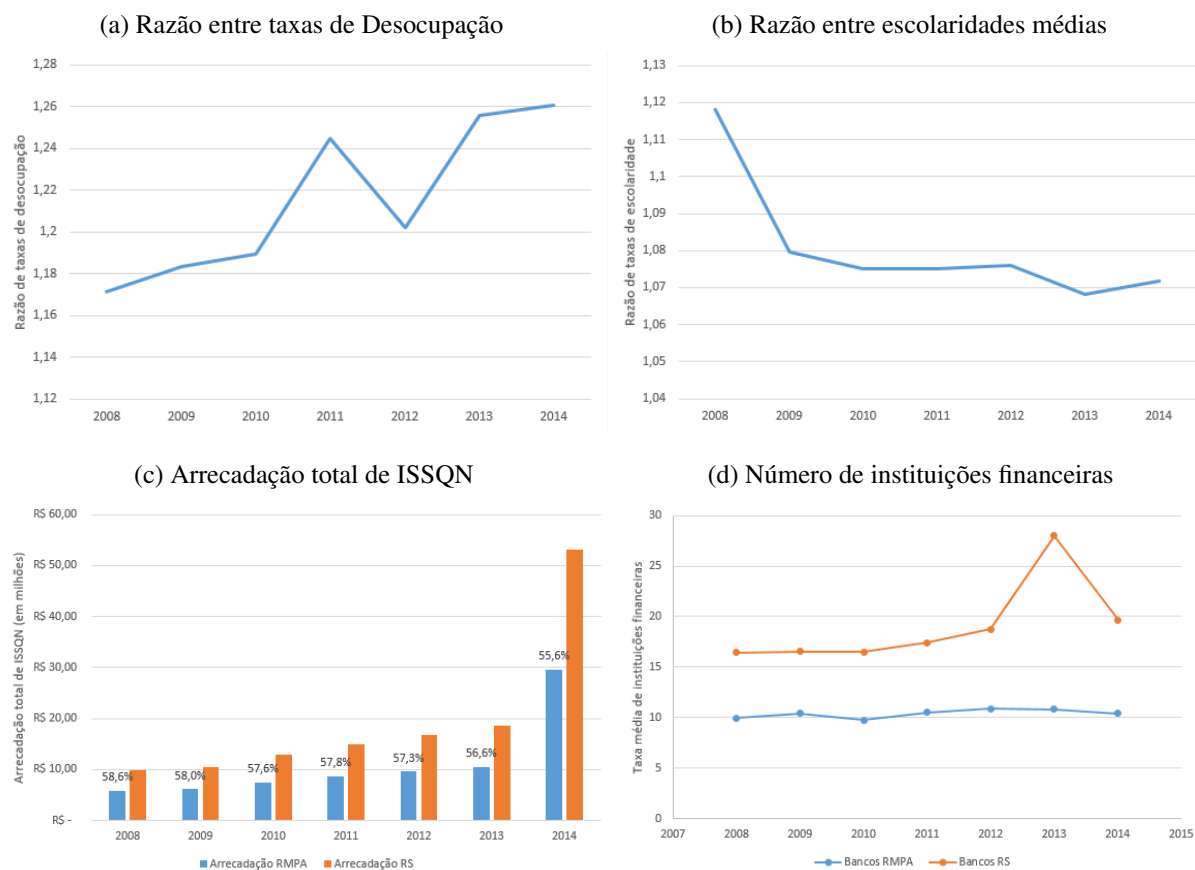 (a) Razão entre taxas de Desocupação
Razão de taxas de desocupação
1,28
1,26
1,24
1,22
1,2
1,18
1,16
1,14
1,12
2008 2009 2010 2011 2012 2013 2014
(b) Razão entre escolaridades médias
Razão de taxas de escolaridade
1,13
1,12
1,11
1,1
1,09
1,08
1,07
1,06
1,05
1,04
2008 2009 2010 2011 2012 2013 2014
(c) Arrecadação total de ISSQN
Arrecadação total de ISSQN (em milhões)
R$ 60,00
R$ 50,00
R$ 40,00
R$ 30,00
R$ 20,00
R$ 10,00
R$ -
58,6% 58,0% 57,6% 57,8% 57,3% 56,6% 55,6%
2008 2009 2010 2011 2012 2013 2014
Arrecadação RMPA Arrecadação RS
(d) Número de instituições financeiras
Taxa média de instituições financeiras
30
25
20
15
10
5
0
2007 2008 2009 2010 2011 2012 2013 2014 2015
Bancos RMPA Bancos RS